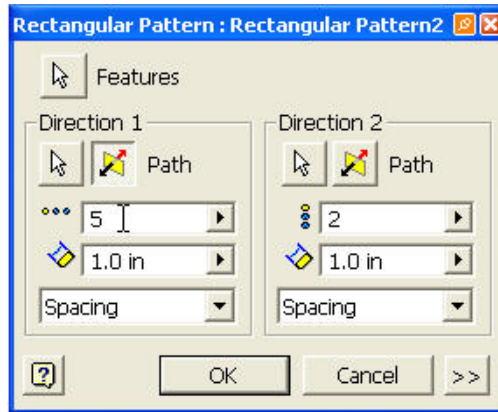 Rectangular Pattern : Rectangular Pattern2
Features
Direction 1
Path
5
1.0 in
Spacing
Direction 2
Path
2
1.0 in
Spacing
?
OK
Cancel
>>